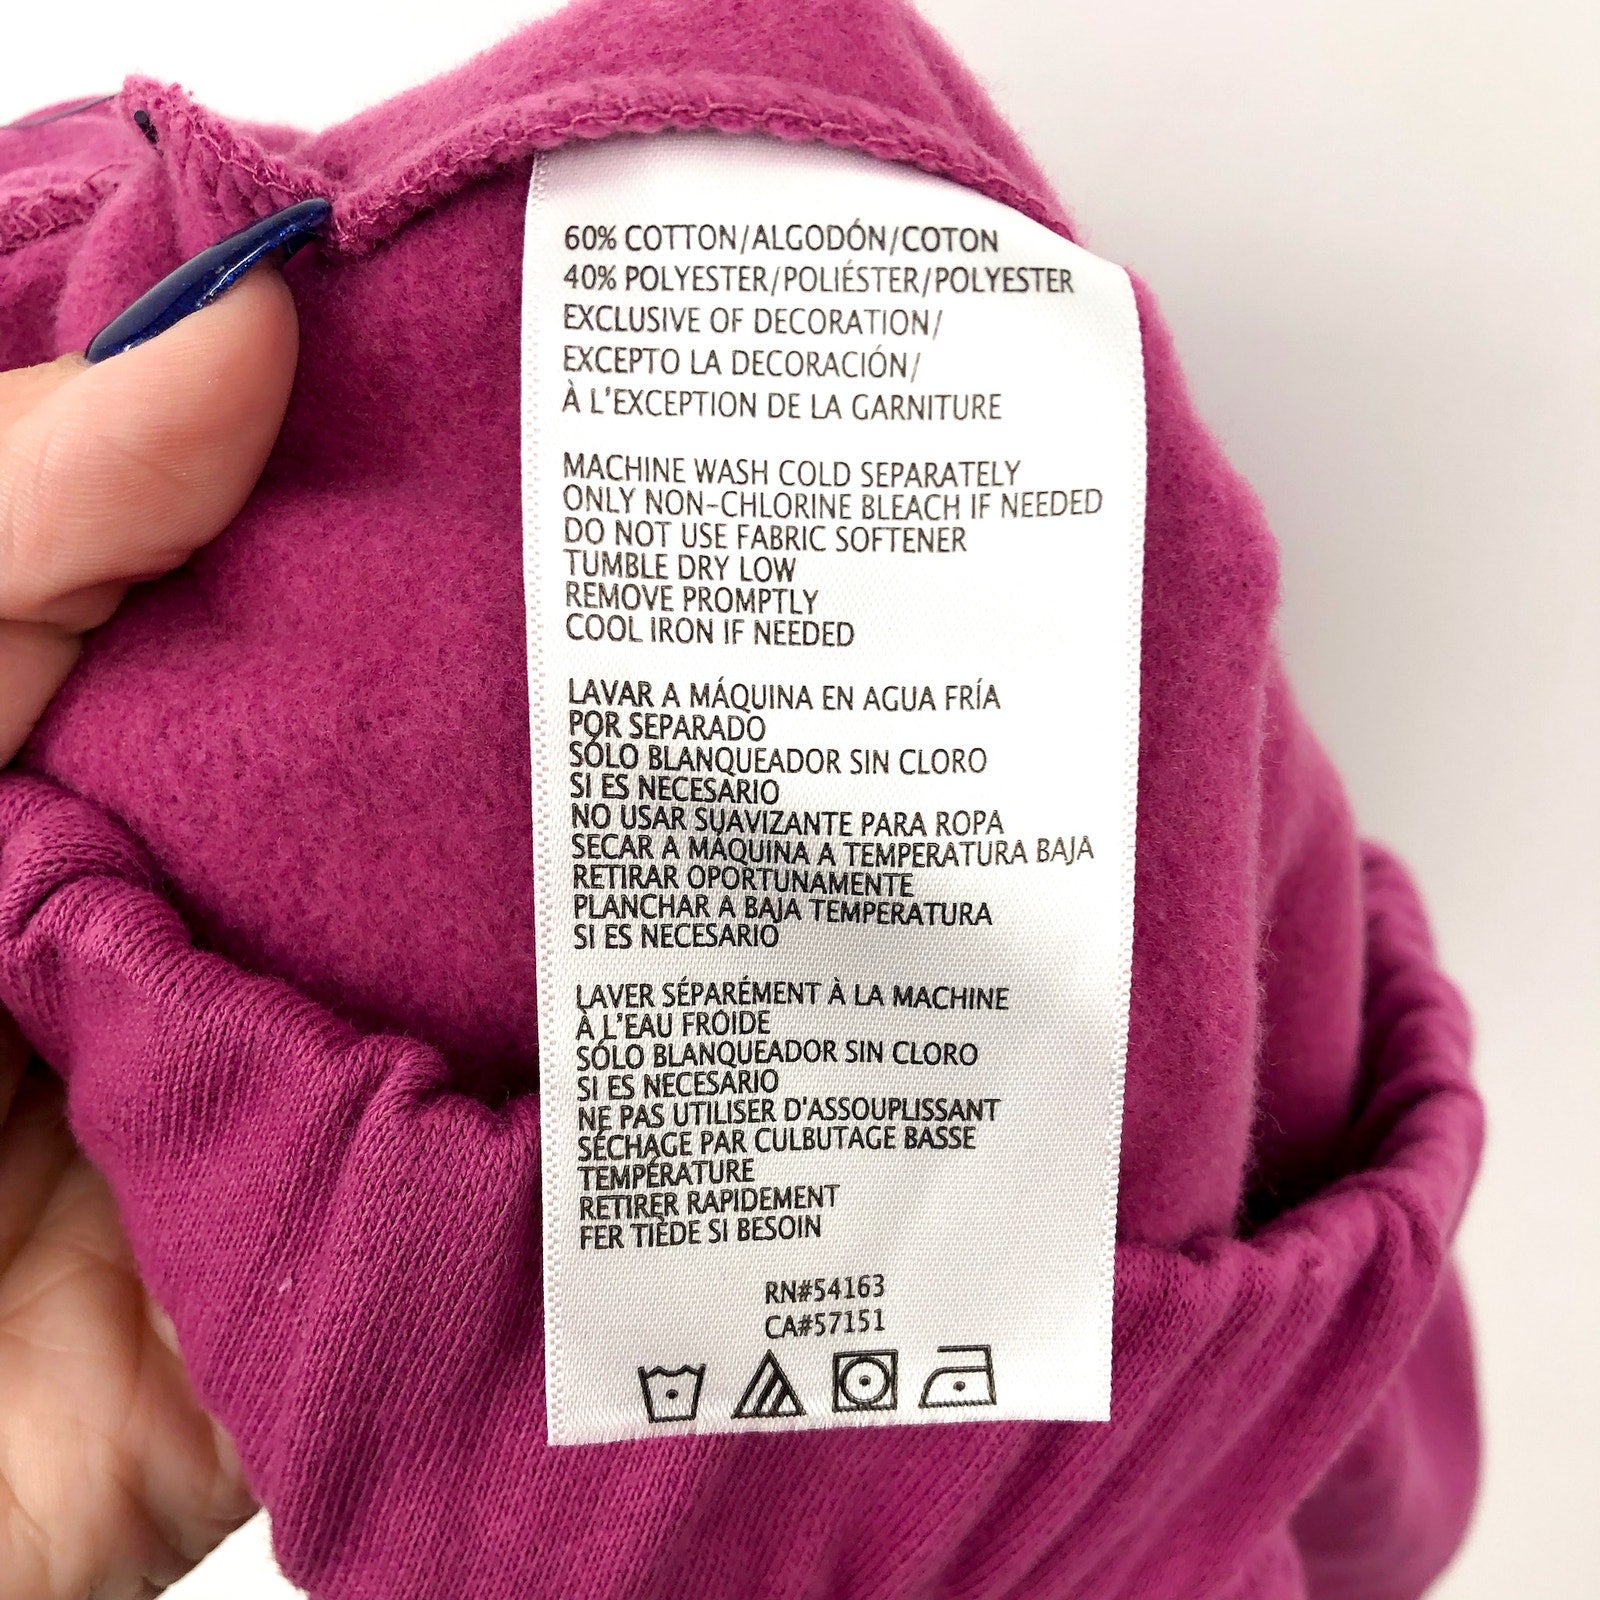 60% COTTON/ALGODÓN/COTON
40% POLYESTER/POLIÉSTER/POLYESTER
EXCLUSIVE OF DECORATION/
EXCEPTO LA DECORACIÓN/
À L'EXCEPTION DE LA GARNITURE
MACHINE WASH COLD SEPARATELY
ONLY NON-CHLORINE BLEACH IF NEEDED
DO NOT USE FABRIC SOFTENER
TUMBLE DRY LOW
REMOVE PROMPTLY
COOL IRON IF NEEDED
LAVAR A MÁQUINA EN AGUA FRÍA
POR SEPARADO
SÓLO BLANQUEADOR SIN CLORO
SI ES NECESARIO
NO USAR SUAVIZANTE PARA ROPA
SECAR A MÁQUINA A TEMPERATURA BAJA
RETIRAR OPORTUNAMENTE
PLANCHAR A BAJA TEMPERATURA
SI ES NECESARIO
LAVER SÉPARÉMENT À LA MACHINE
À L'EAU FROIDE
SÓLO BLANQUEADOR SIN CLORO
SI ES NECESARIO
NE PAS UTILISER D'ASSOUPLISSANT
SÉCHAGE PAR CULBUTAGE BASSE
TEMPÉRATURE
RETIRER RAPIDEMENT
FER TIÈDE SI BESOIN
RN#54163
CA#57151